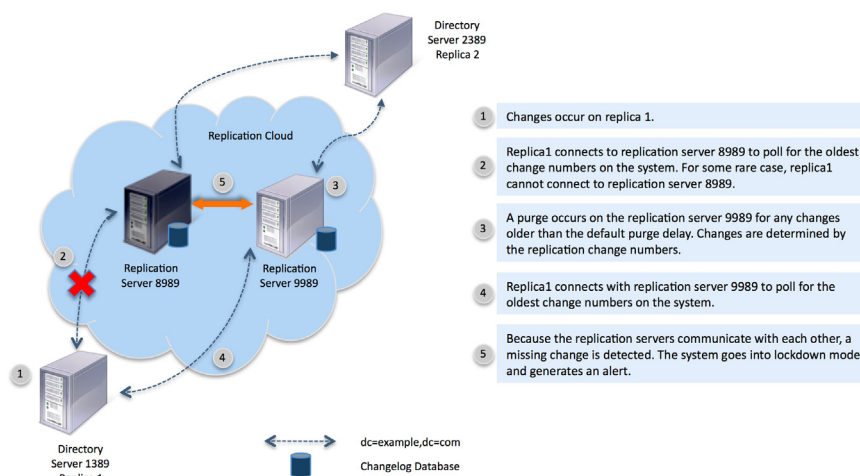 Directory
Server 2389
Replica 2
Replication Cloud
5
3
2
Replication
Server 8989
Replication
Server 9989
4
1
Directory
Server 1389
Replica 1
dc=example,dc=com
Changelog Database
1 Changes occur on replica 1.
2 Replica1 connects to replication server 8989 to poll for the oldest
change numbers on the system. For some rare case, replica1
cannot connect to replication server 8989.
3 A purge occurs on the replication server 9989 for any changes
older than the default purge delay. Changes are determined by
the replication change numbers.
4 Replica1 connects with replication server 9989 to poll for the
oldest change numbers on the system.
5 Because the replication servers communicate with each other, a
missing change is detected. The system goes into lockdown mode
and generates an alert.